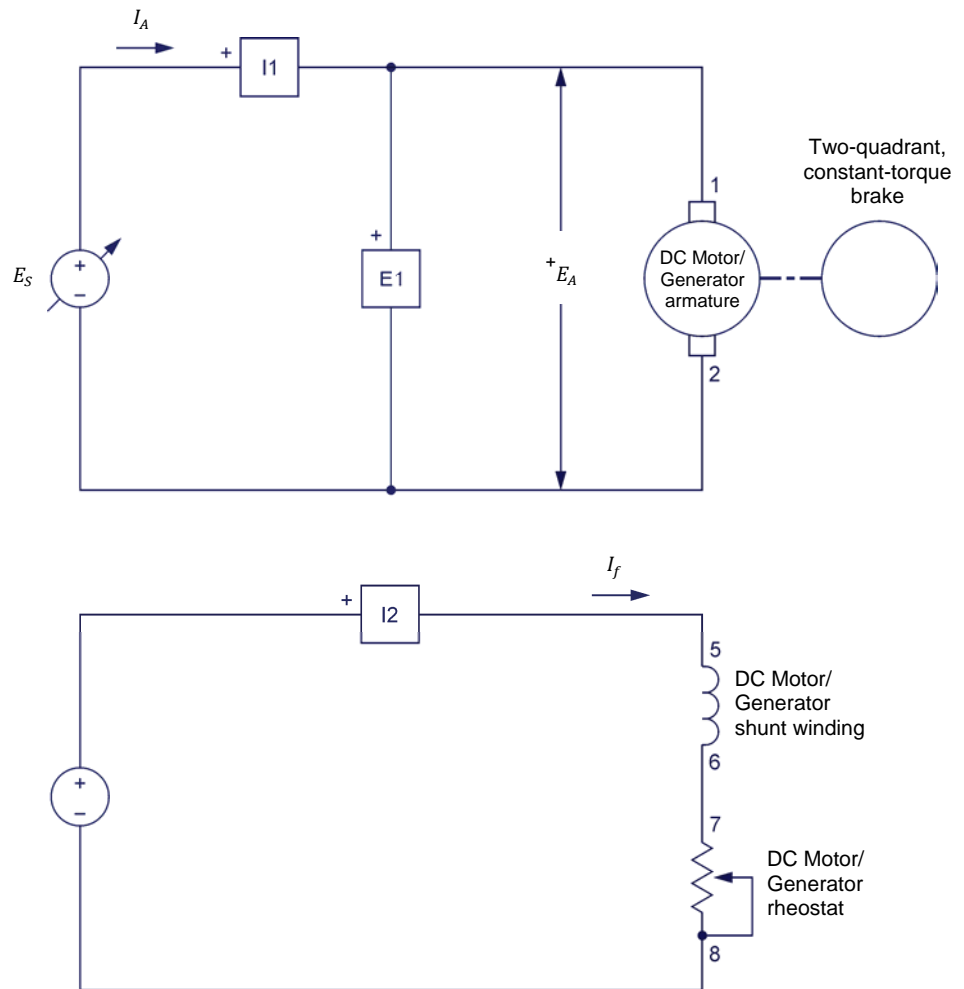 I_A
+
I1
Two-quadrant,
constant-torque
brake
1
+
E_S
+
−
E1
+
E_A
DC Motor/
Generator
armature
2
I_f
+
I2
5
DC Motor/
Generator
shunt winding
6
+
−
7
DC Motor/
Generator
rheostat
8